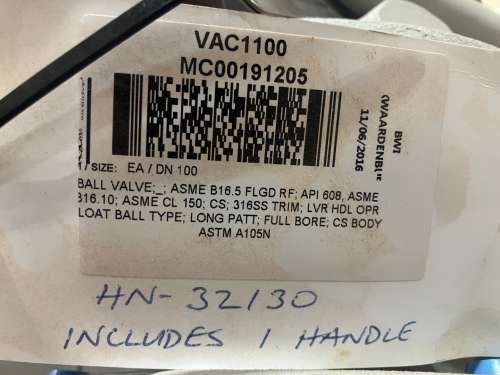 VAC1100
MC00191205
BWI
11/06/2016
/ SIZE: EA / DN 100
BALL VALVE;_; ASME B16.5 FLGD RF; API 608, ASME
B16.10; ASME CL 150; CS; 316SS TRIM; LVR HDL OPR
LOAT BALL TYPE; LONG PATT; FULL BORE; CS BODY
ASTM A105N
HN-32130
INCLUDES 1 HANDLE